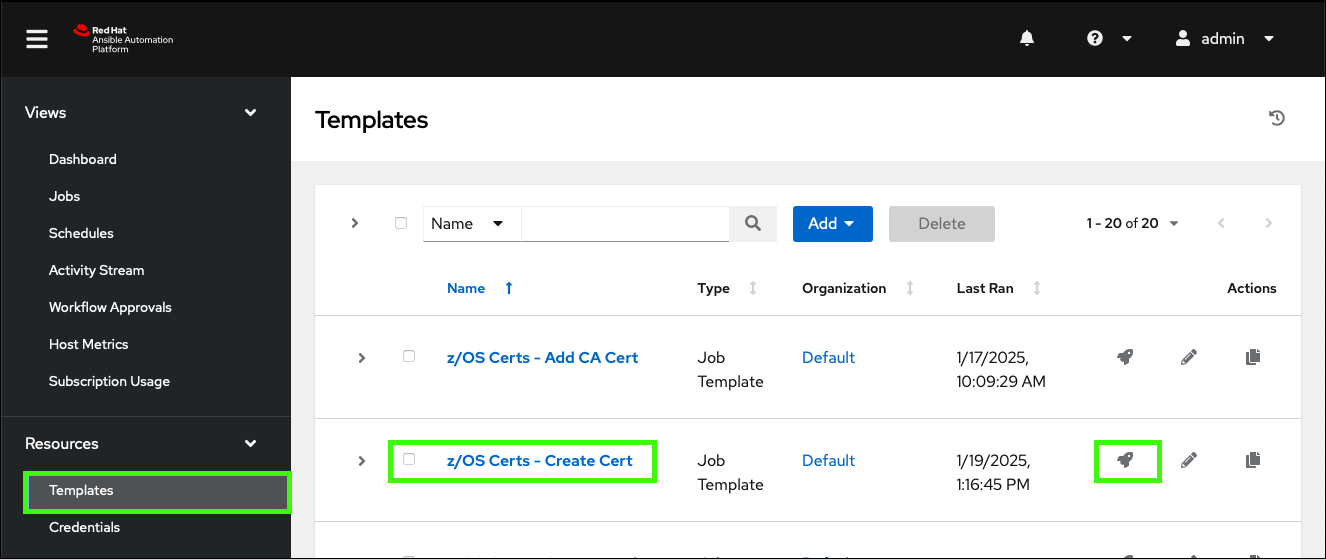 Red Hat
Ansible Automation
Platform
admin
Views
Dashboard
Jobs
Schedules
Activity Stream
Workflow Approvals
Host Metrics
Subscription Usage
Resources
Templates
Credentials
Templates
Name
Add
Delete
1 - 20 of 20
Name Type Organization Last Ran Actions
z/OS Certs - Add CA Cert Job Default 1/17/2025,
Template 10:09:29 AM
z/OS Certs - Create Cert Job Default 1/19/2025,
Template 1:16:45 PM